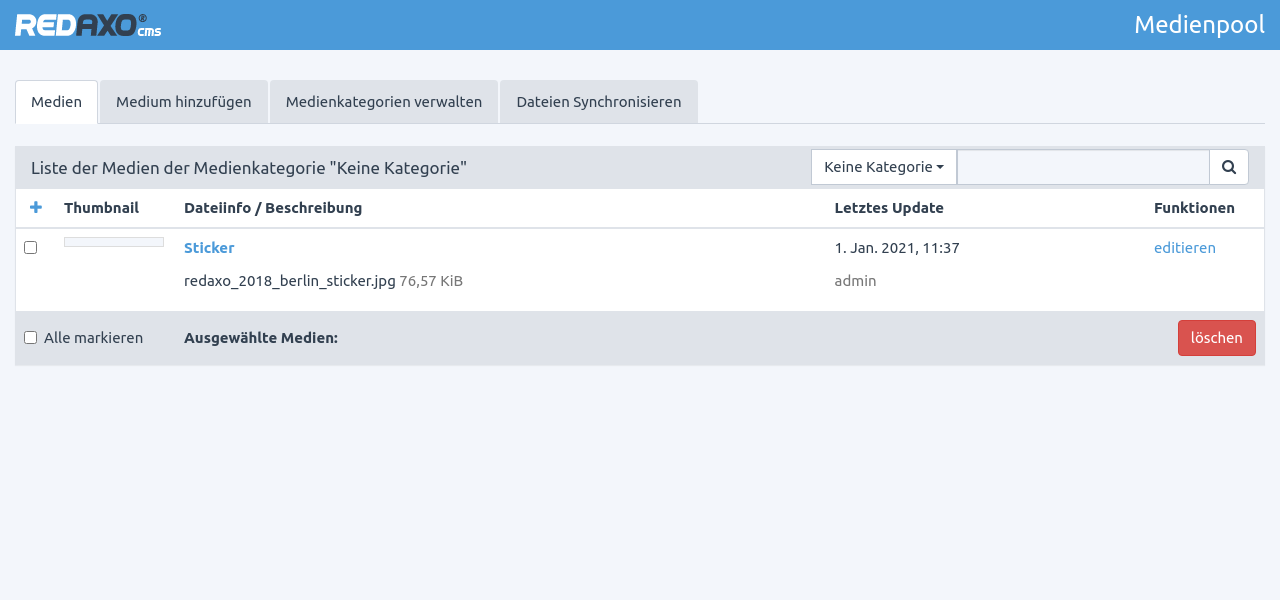 REDAXO® cms
Medienpool
Medien Medium hinzufügen Medienkategorien verwalten Dateien Synchronisieren
Liste der Medien der Medienkategorie "Keine Kategorie" Keine Kategorie
Thumbnail Dateiinfo / Beschreibung Letztes Update Funktionen
Sticker 1. Jan. 2021, 11:37 editieren
redaxo_2018_berlin_sticker.jpg 76,57 KiB admin
Alle markieren Ausgewählte Medien: löschen